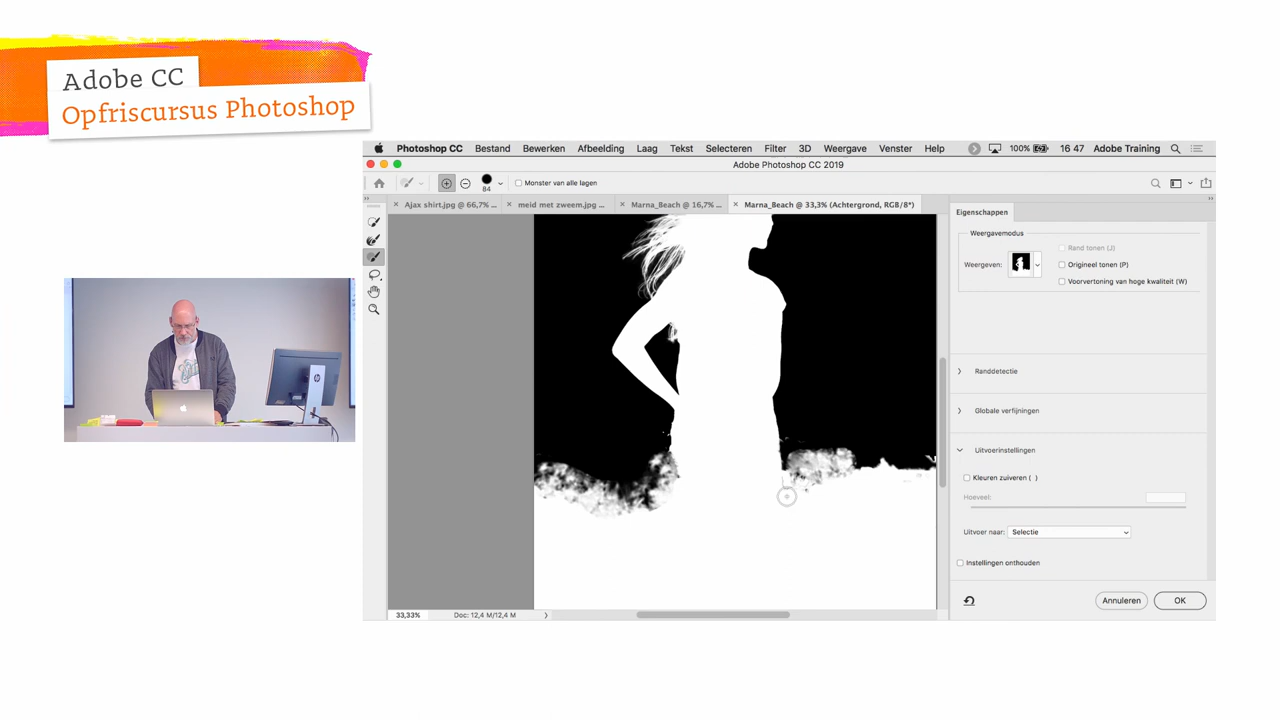 Adobe CC
Opfriscursus Photoshop
Photoshop CC Bestand Bewerken Afbeelding Laag Tekst Selecteren Filter 3D Weergave Venster Help 100% 16 47 Adobe Training
Adobe Photoshop CC 2019
84 Monster van alle lagen
Ajax shirt.jpg @ 66,7% ... meid met zweem.jpg ... Marna_Beach @ 16,7% ... Marna_Beach @ 33,3% (Achtergrond, RGB/8*)
Eigenschappen
Weergavemodus
Rand tonen (J)
Weergeven: Origineel tonen (P)
Voorvertoning van hoge kwaliteit (W)
Randdetectie
Globale verfijningen
Uitvoerinstellingen
Kleuren zuiveren ( )
Hoeveel:
Uitvoer naar: Selectie
Instellingen onthouden
Annuleren OK
33,33% Doc: 12,4 M/12,4 M